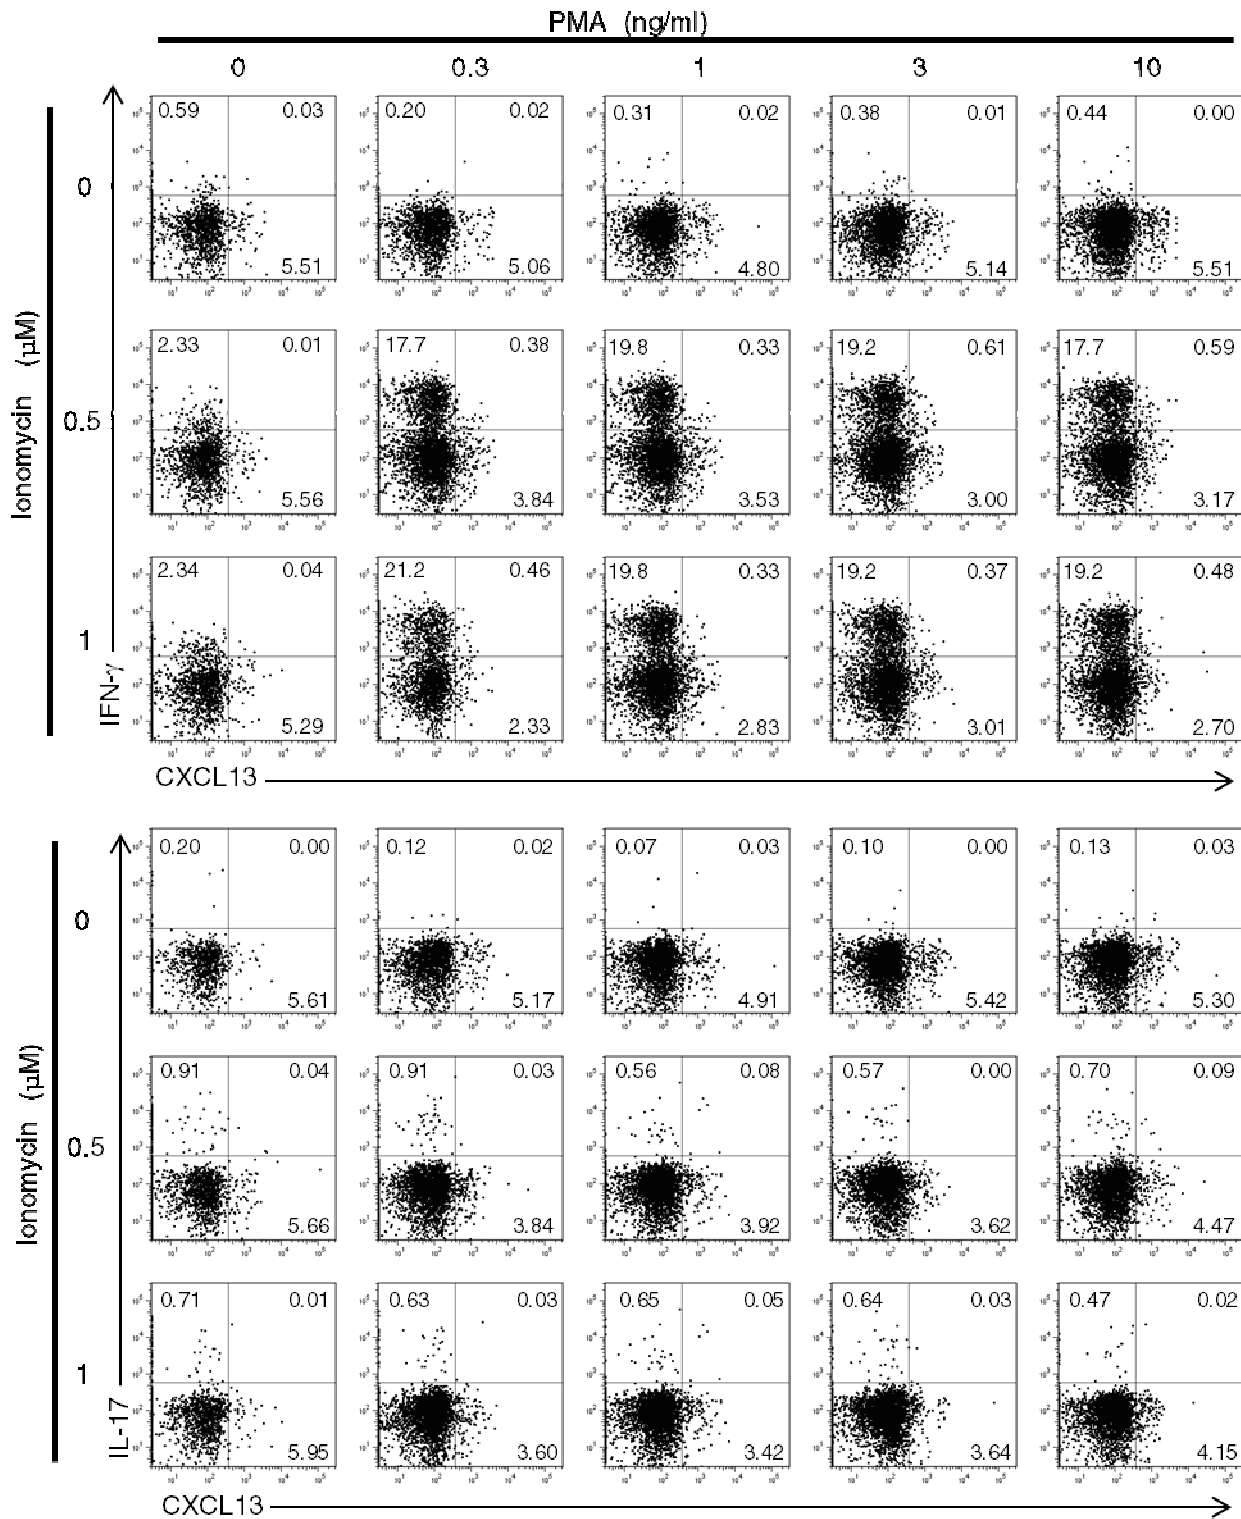 PMA (ng/ml)
0 0.3 1 3 10
Ionomycin (µM)
0
0.59 0.03 0.20 0.02 0.31 0.02 0.38 0.01 0.44 0.00
5.51 5.06 4.80 5.14 5.51
0.5
2.33 0.01 17.7 0.38 19.8 0.33 19.2 0.61 17.7 0.59
5.56 3.84 3.53 3.00 3.17
1
2.34 0.04 21.2 0.46 19.8 0.33 19.2 0.37 19.2 0.48
5.29 2.33 2.83 3.01 2.70
IFN-γ
CXCL13
Ionomycin (µM)
0
0.20 0.00 0.12 0.02 0.07 0.03 0.10 0.00 0.13 0.03
5.61 5.17 4.91 5.42 5.30
0.5
0.91 0.04 0.91 0.03 0.56 0.08 0.57 0.00 0.70 0.09
5.66 3.84 3.92 3.62 4.47
1
0.71 0.01 0.63 0.03 0.65 0.05 0.64 0.03 0.47 0.02
5.95 3.60 3.42 3.64 4.15
IL-17
CXCL13